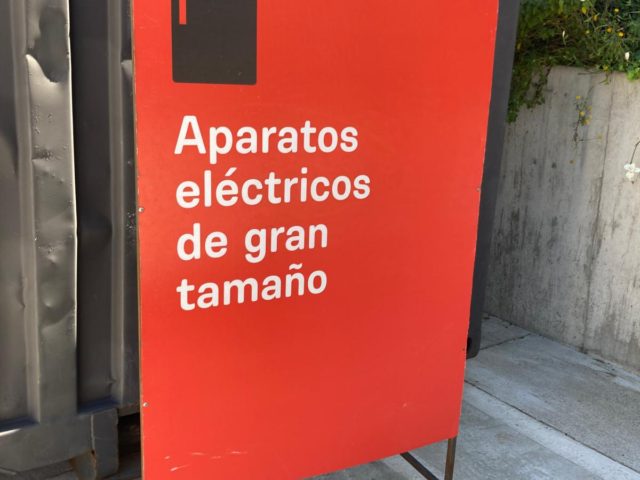 Aparatos
eléctricos
de gran
tamaño